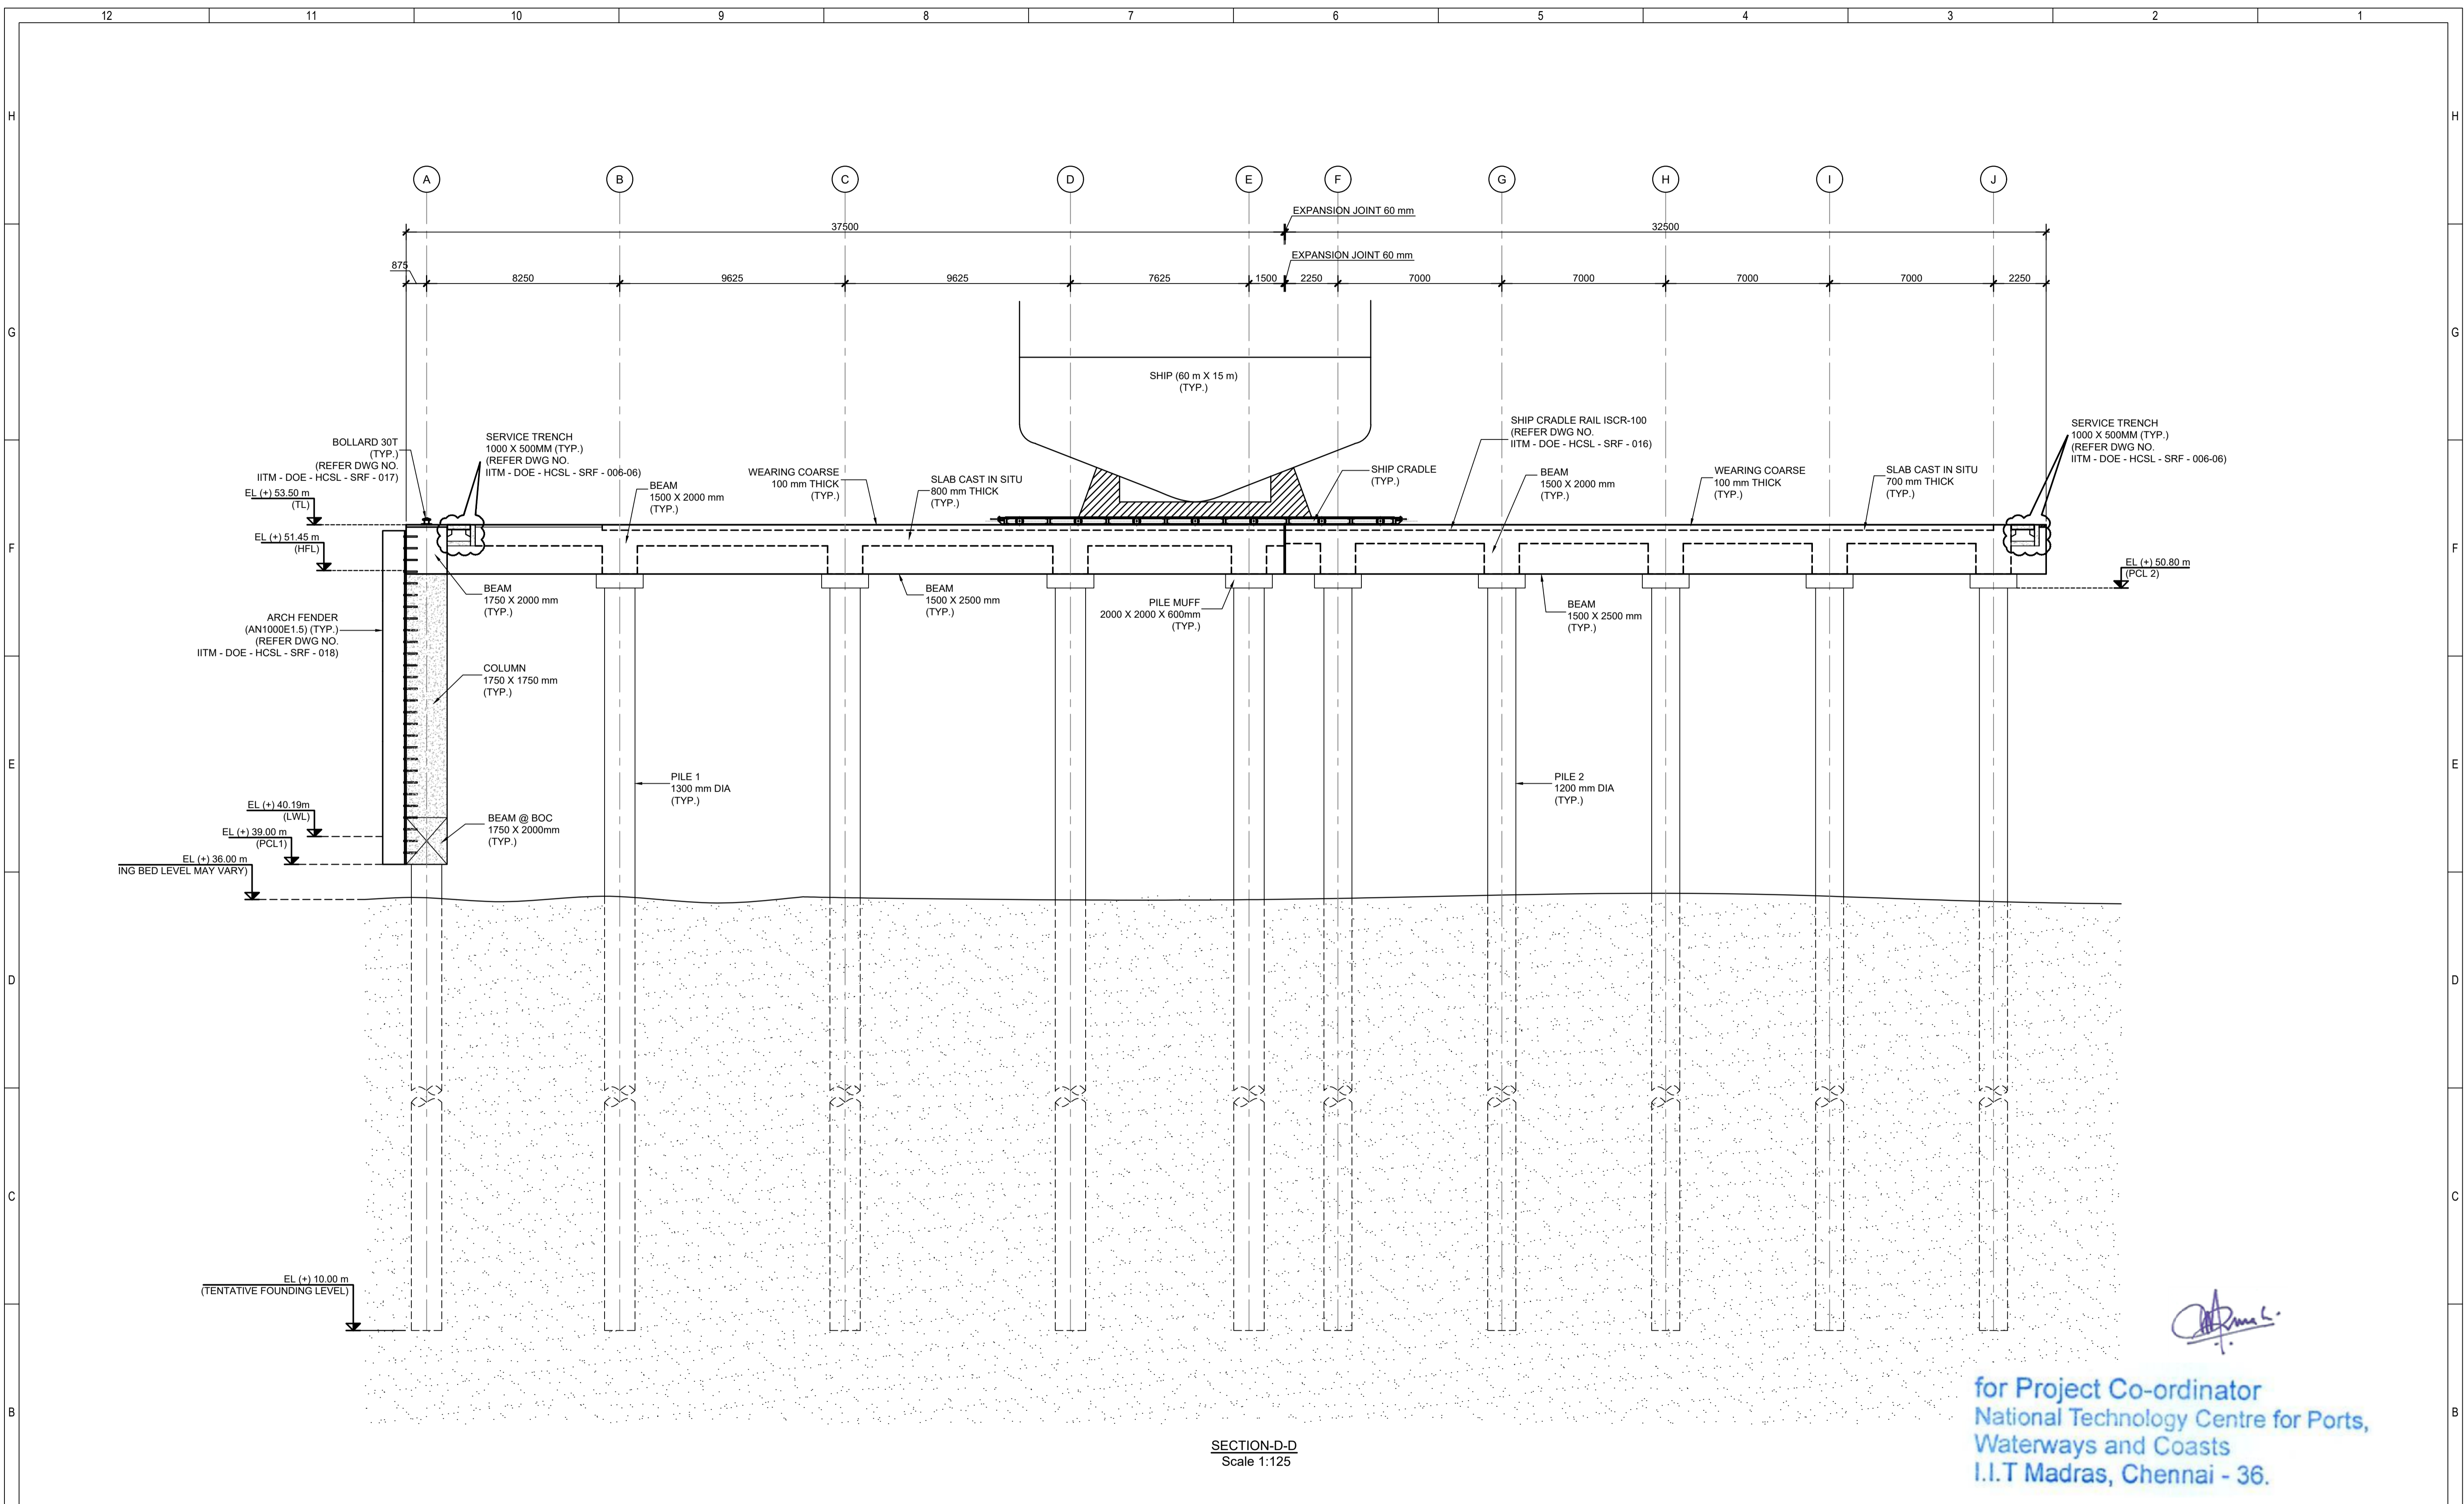 12 11 10 9 8 7 6 5 4 3 2 1
H H
A B C D E F G H I J
EXPANSION JOINT 60 mm
37500 32500
EXPANSION JOINT 60 mm
875 8250 9625 9625 7625 1500 2250 7000 7000 7000 7000 2250
G G
SHIP (60 m X 15 m)
(TYP.)
BOLLARD 30T
(TYP.)
(REFER DWG NO.
IITM - DOE - HCSL - SRF - 017)
SERVICE TRENCH
1000 X 500MM (TYP.)
(REFER DWG NO.
IITM - DOE - HCSL - SRF - 006-06)
BEAM
1500 X 2000 mm
(TYP.)
WEARING COARSE
100 mm THICK
(TYP.)
SLAB CAST IN SITU
800 mm THICK
(TYP.)
SHIP CRADLE
(TYP.)
SHIP CRADLE RAIL ISCR-100
(REFER DWG NO.
IITM - DOE - HCSL - SRF - 016)
BEAM
1500 X 2000 mm
(TYP.)
WEARING COARSE
100 mm THICK
(TYP.)
SLAB CAST IN SITU
700 mm THICK
(TYP.)
SERVICE TRENCH
1000 X 500MM (TYP.)
(REFER DWG NO.
IITM - DOE - HCSL - SRF - 006-06)
EL (+) 53.50 m
(TL)
EL (+) 51.45 m
(HFL)
F F
EL (+) 50.80 m
(PCL 2)
ARCH FENDER
(AN1000E1.5) (TYP.)
(REFER DWG NO.
IITM - DOE - HCSL - SRF - 018)
BEAM
1750 X 2000 mm
(TYP.)
BEAM
1500 X 2500 mm
(TYP.)
PILE MUFF
2000 X 2000 X 600mm
(TYP.)
BEAM
1500 X 2500 mm
(TYP.)
COLUMN
1750 X 1750 mm
(TYP.)
E E
PILE 1
1300 mm DIA
(TYP.)
PILE 2
1200 mm DIA
(TYP.)
BEAM @ BOC
1750 X 2000mm
(TYP.)
EL (+) 40.19m
(LWL)
EL (+) 39.00 m
(PCL1)
EL (+) 36.00 m
ING BED LEVEL MAY VARY)
D D
C C
EL (+) 10.00 m
(TENTATIVE FOUNDING LEVEL)
B B
SECTION-D-D
Scale 1:125
for Project Co-ordinator
National Technology Centre for Ports,
Waterways and Coasts
I.I.T Madras, Chennai - 36.